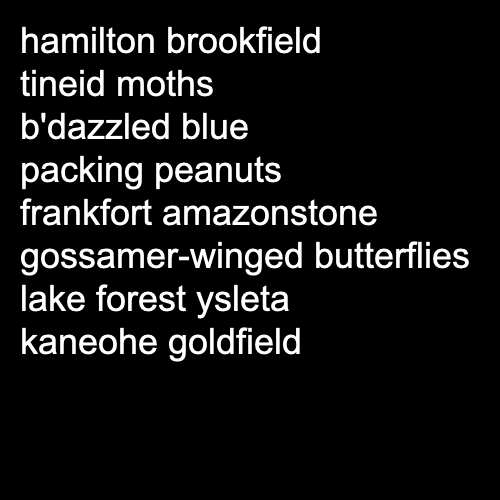 hamilton brookfield
tineid moths
b'dazzled blue
packing peanuts
frankfort amazonstone
gossamer-winged butterflies
lake forest ysleta
kaneohe goldfield